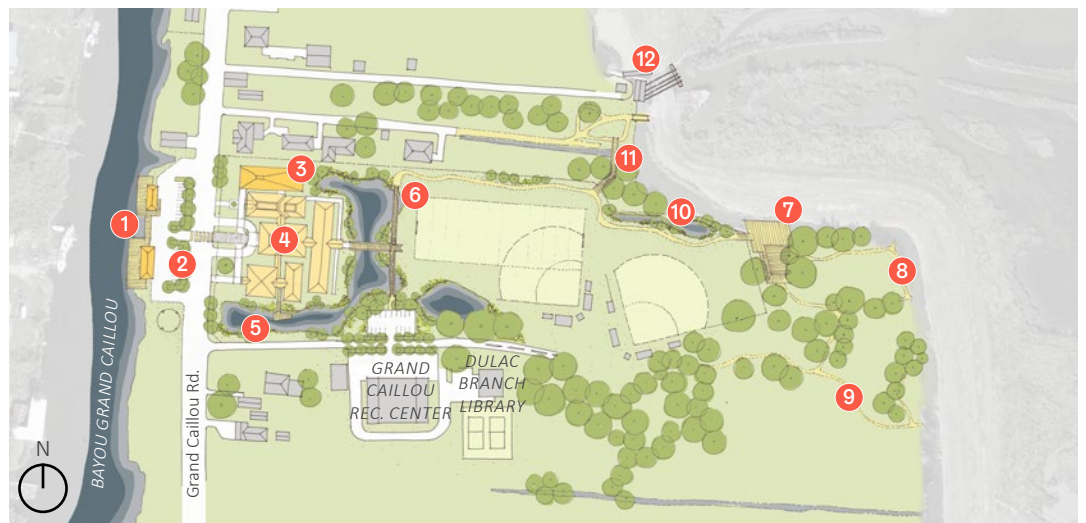 12
3
11
6
10
7
1
4
2
8
5
GRAND
CAILLOU
REC. CENTER
DULAC
BRANCH
LIBRARY
9
BAYOU GRAND CAILLOU
Grand Caillou Rd.
N